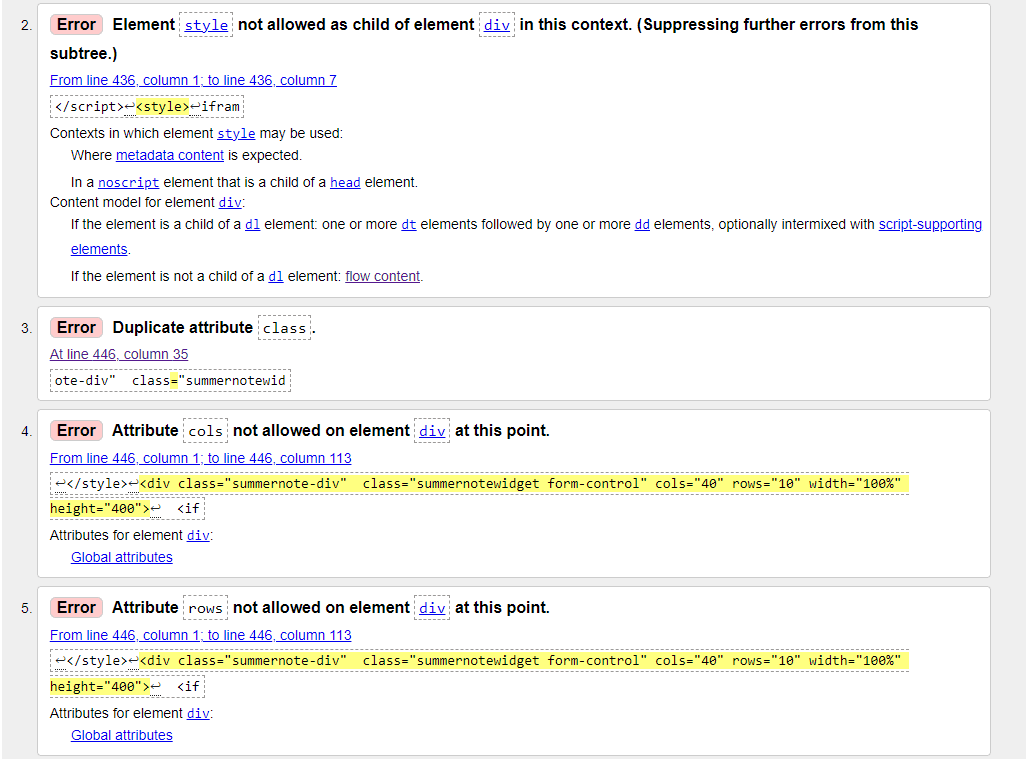 2. Error Element style not allowed as child of element div in this context. (Suppressing further errors from this
subtree.)
From line 436, column 1; to line 436, column 7
</script>↩<style>↩ifram
Contexts in which element style may be used:
Where metadata content is expected.
In a noscript element that is a child of a head element.
Content model for element div:
If the element is a child of a dl element: one or more dt elements followed by one or more dd elements, optionally intermixed with script-supporting
elements.
If the element is not a child of a dl element: flow content.
3. Error Duplicate attribute class.
At line 446, column 35
ote-div"  class="summernotewid
4. Error Attribute cols not allowed on element div at this point.
From line 446, column 1; to line 446, column 113
↩</style>↩<div class="summernote-div"  class="summernotewidget form-control" cols="40" rows="10" width="100%"
height="400">↩  <if
Attributes for element div:
Global attributes
5. Error Attribute rows not allowed on element div at this point.
From line 446, column 1; to line 446, column 113
↩</style>↩<div class="summernote-div"  class="summernotewidget form-control" cols="40" rows="10" width="100%"
height="400">↩  <if
Attributes for element div:
Global attributes